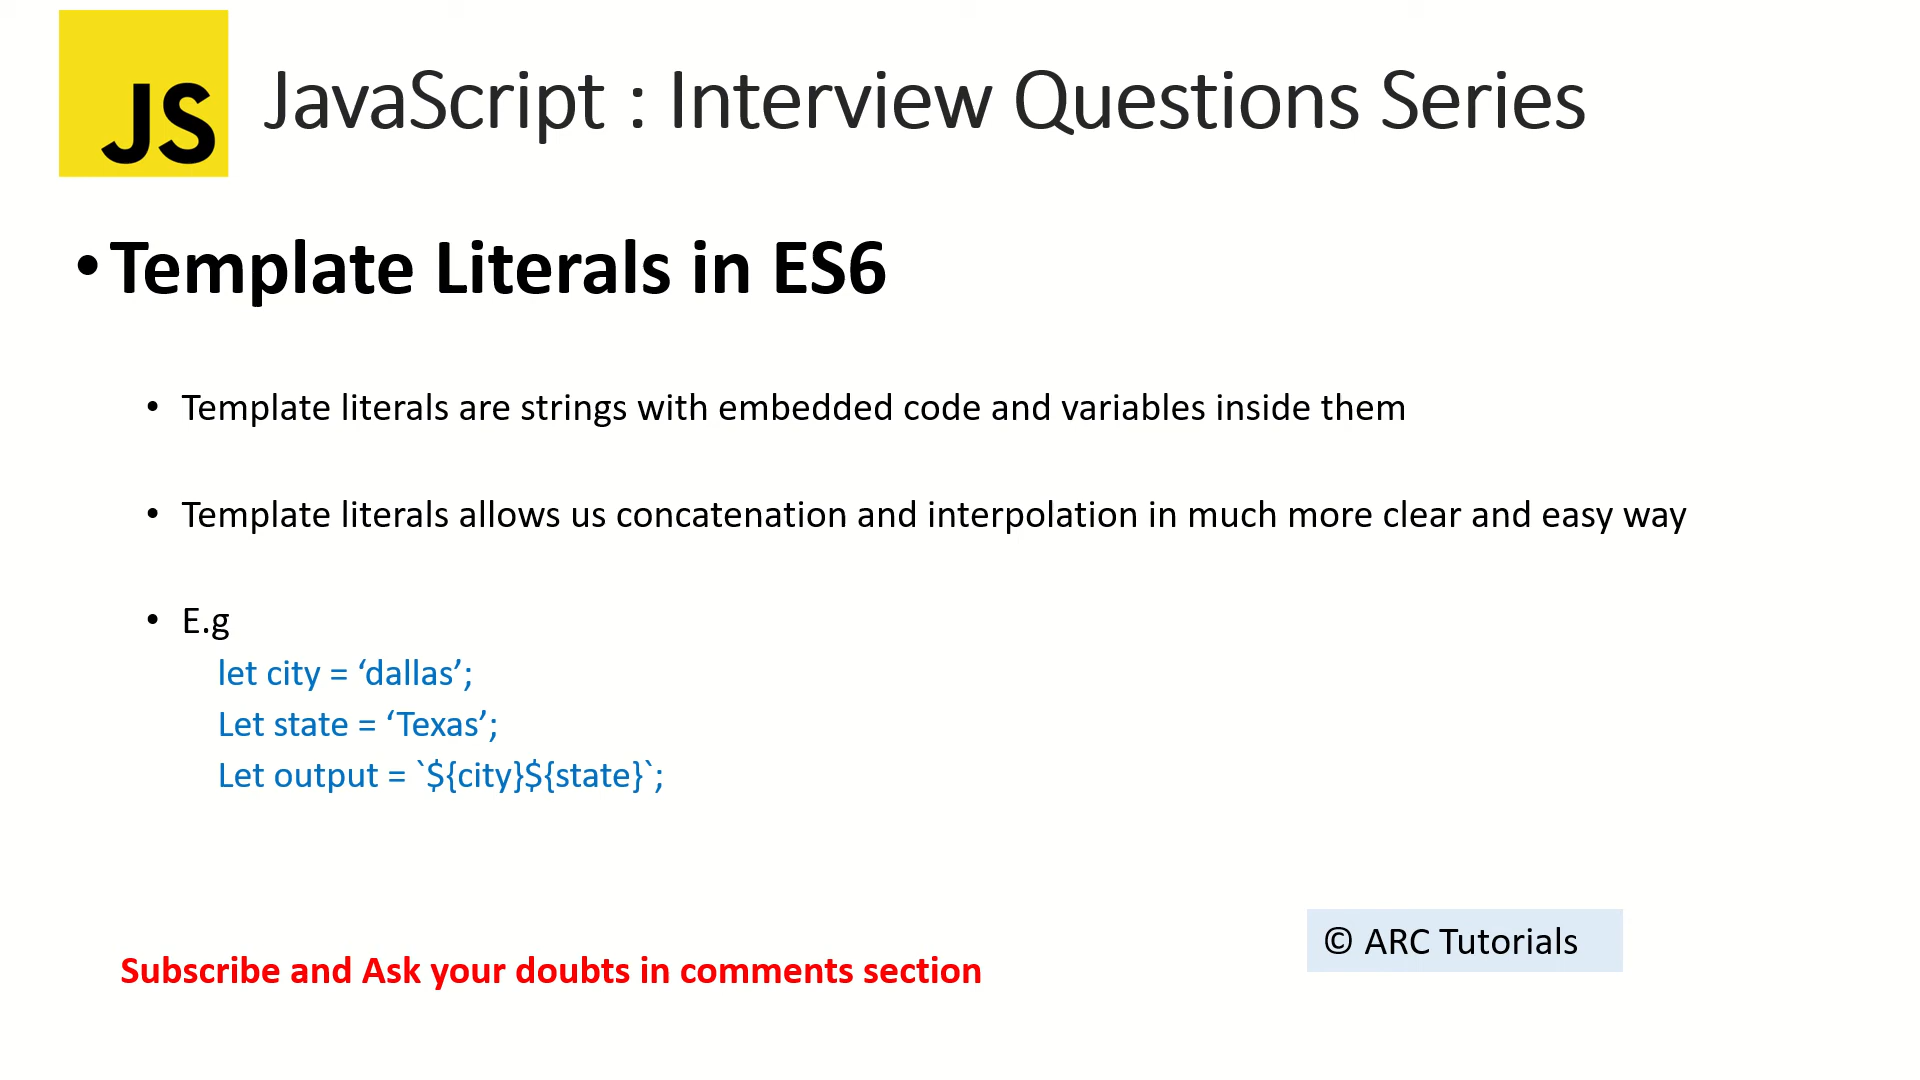 JS
JavaScript : Interview Questions Series
• Template Literals in ES6
• Template literals are strings with embedded code and variables inside them
• Template literals allows us concatenation and interpolation in much more clear and easy way
• E.g
let city = ‘dallas’;
Let state = ‘Texas’;
Let output = `${city}${state}`;
© ARC Tutorials
Subscribe and Ask your doubts in comments section